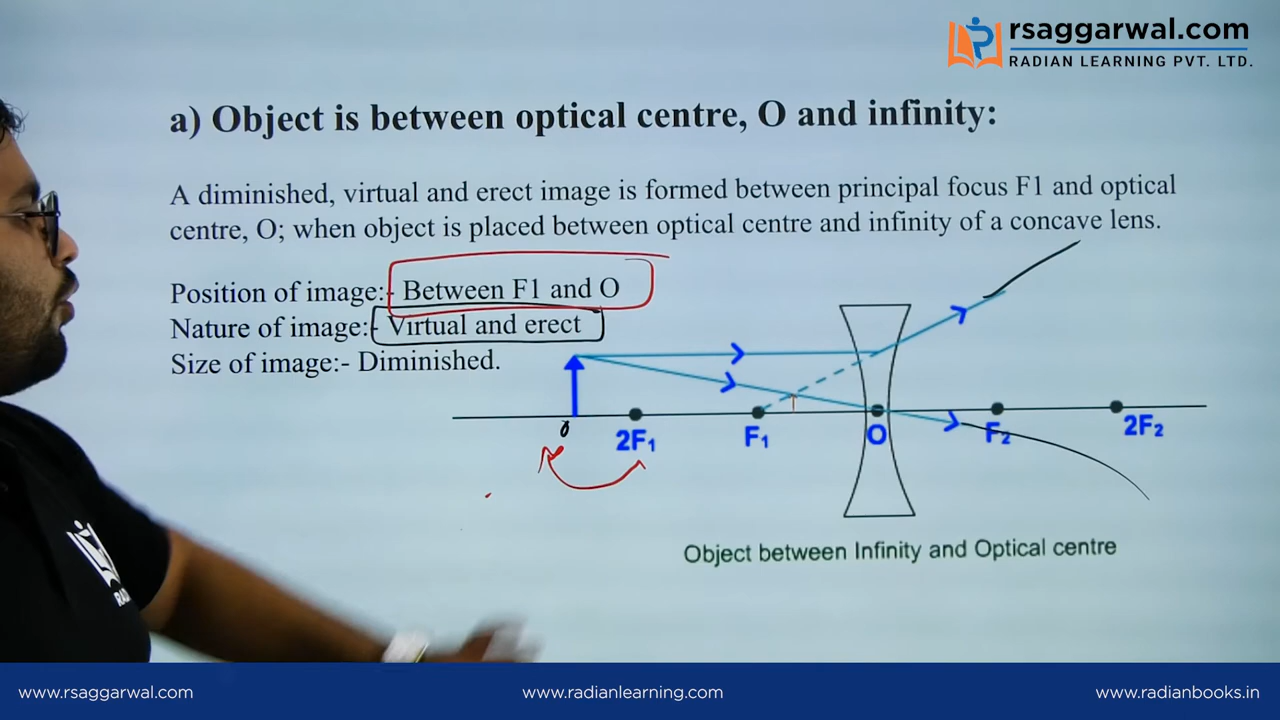 rsaggarwal.com
RADIAN LEARNING PVT. LTD.
a) Object is between optical centre, O and infinity:
A diminished, virtual and erect image is formed between principal focus F1 and optical
centre, O; when object is placed between optical centre and infinity of a concave lens.
Position of image:- Between F1 and O
Nature of image:- Virtual and erect
Size of image:- Diminished.
2F₁
F₁
O
F₂
2F₂
Object between Infinity and Optical centre
www.rsaggarwal.com
www.radianlearning.com
www.radianbooks.in